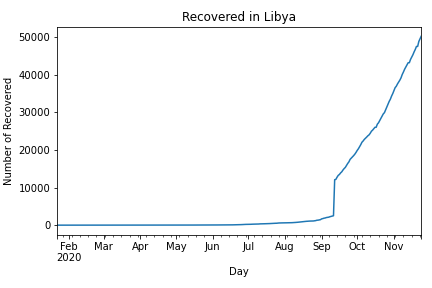 Recovered in Libya
50000
40000
30000
20000
10000
0
Number of Recovered
Feb Mar Apr May Jun Jul Aug Sep Oct Nov
2020
Day